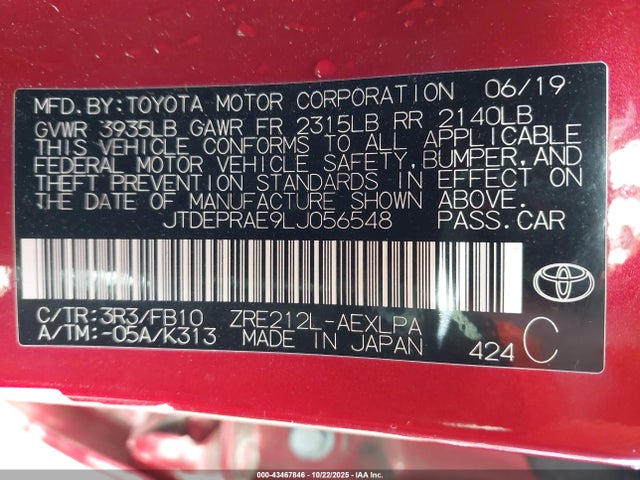 MFD.BY:TOYOTA MOTOR CORPORATION 06/19
GVWR 3935LB GAWR FR 2315LB RR 2140LB
THIS VEHICLE CONFORMS TO ALL APPLICABLE
FEDERAL MOTOR VEHICLE SAFETY,BUMPER,AND
THEFT PREVENTION STANDARDS IN EFFECT ON
THE DATE OF MANUFACTURE SHOWN ABOVE.
JTDEPRAE9LJ056548 PASS.CAR
C/TR:3R3/FB10 ZRE212L-AEXLPA
A/TM:-05A/K313 MADE IN JAPAN 424 C
TOYOTA
000-43467846 | 10/22/2025 | IAA, LLC.